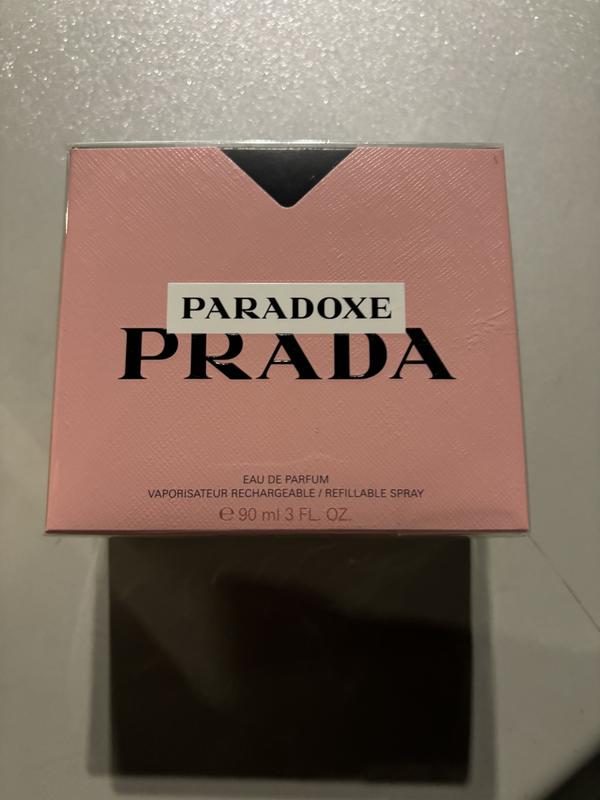 PARADOXE
PRADA
EAU DE PARFUM
VAPORISATEUR RECHARGEABLE / REFILLABLE SPRAY
℮ 90 ml 3 FL. OZ.